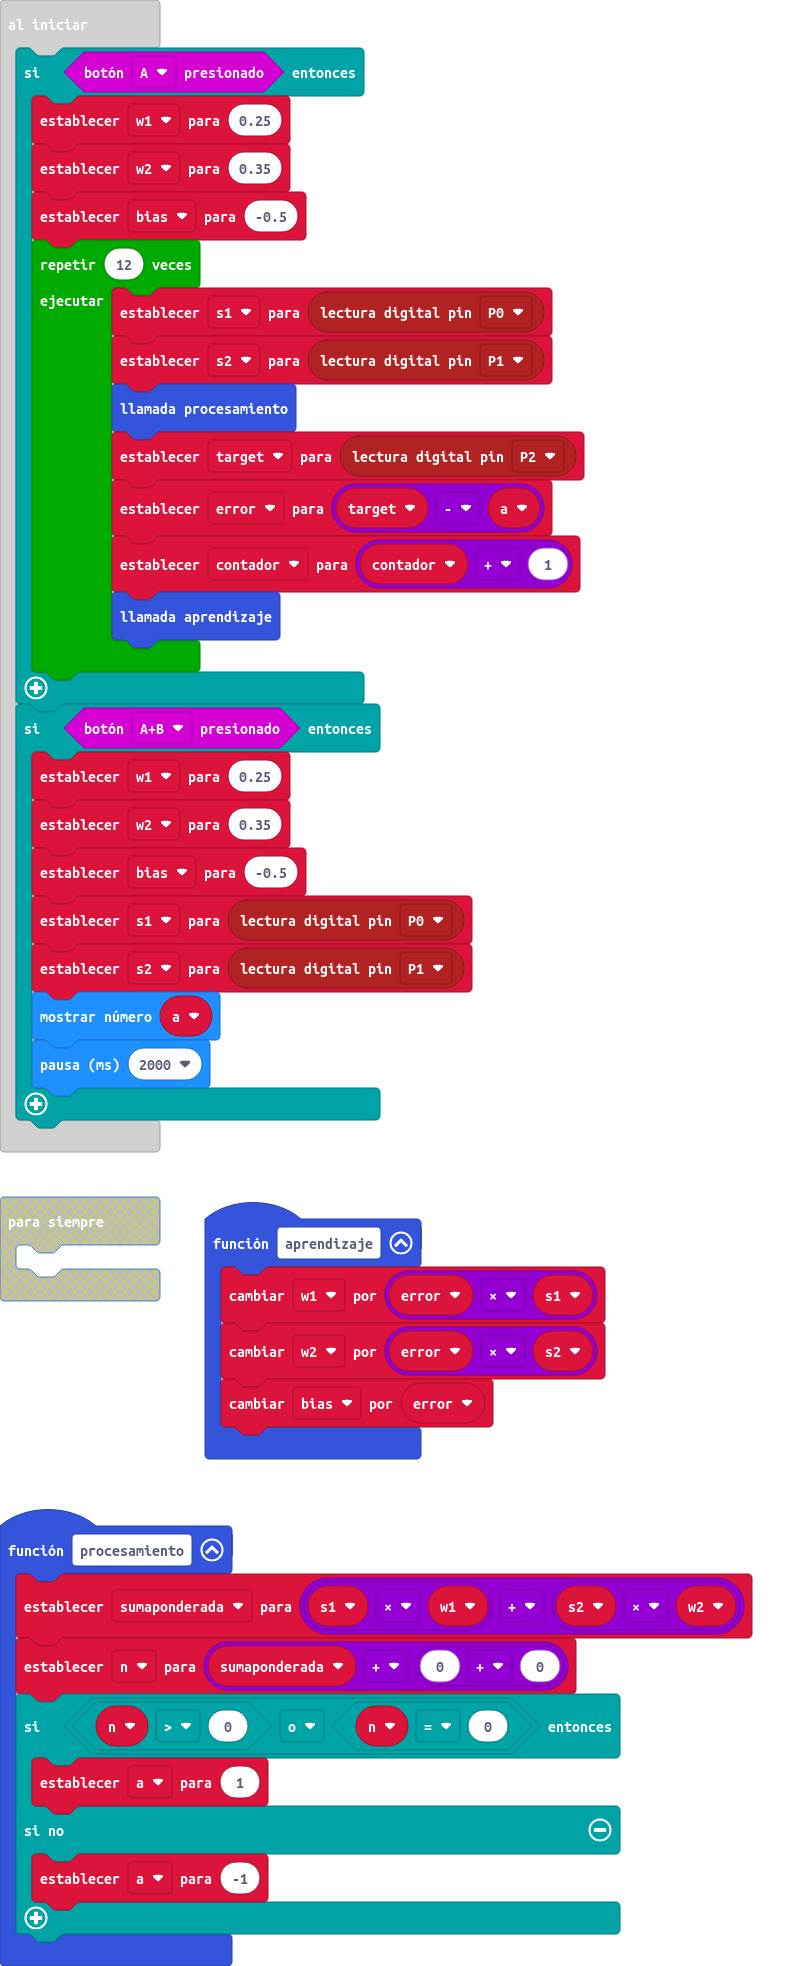 al iniciar
si botón A presionado entonces
establecer w1 para 0.25
establecer w2 para 0.35
establecer bias para -0.5
repetir 12 veces
ejecutar
establecer s1 para lectura digital pin P0
establecer s2 para lectura digital pin P1
llamada procesamiento
establecer target para lectura digital pin P2
establecer error para target - a
establecer contador para contador + 1
llamada aprendizaje
si botón A+B presionado entonces
establecer w1 para 0.25
establecer w2 para 0.35
establecer bias para -0.5
establecer s1 para lectura digital pin P0
establecer s2 para lectura digital pin P1
mostrar número a
pausa (ms) 2000
para siempre
función aprendizaje
cambiar w1 por error × s1
cambiar w2 por error × s2
cambiar bias por error
función procesamiento
establecer sumaponderada para s1 × w1 + s2 × w2
establecer n para sumaponderada + 0 + 0
si n > 0 o n = 0 entonces
establecer a para 1
si no
establecer a para -1